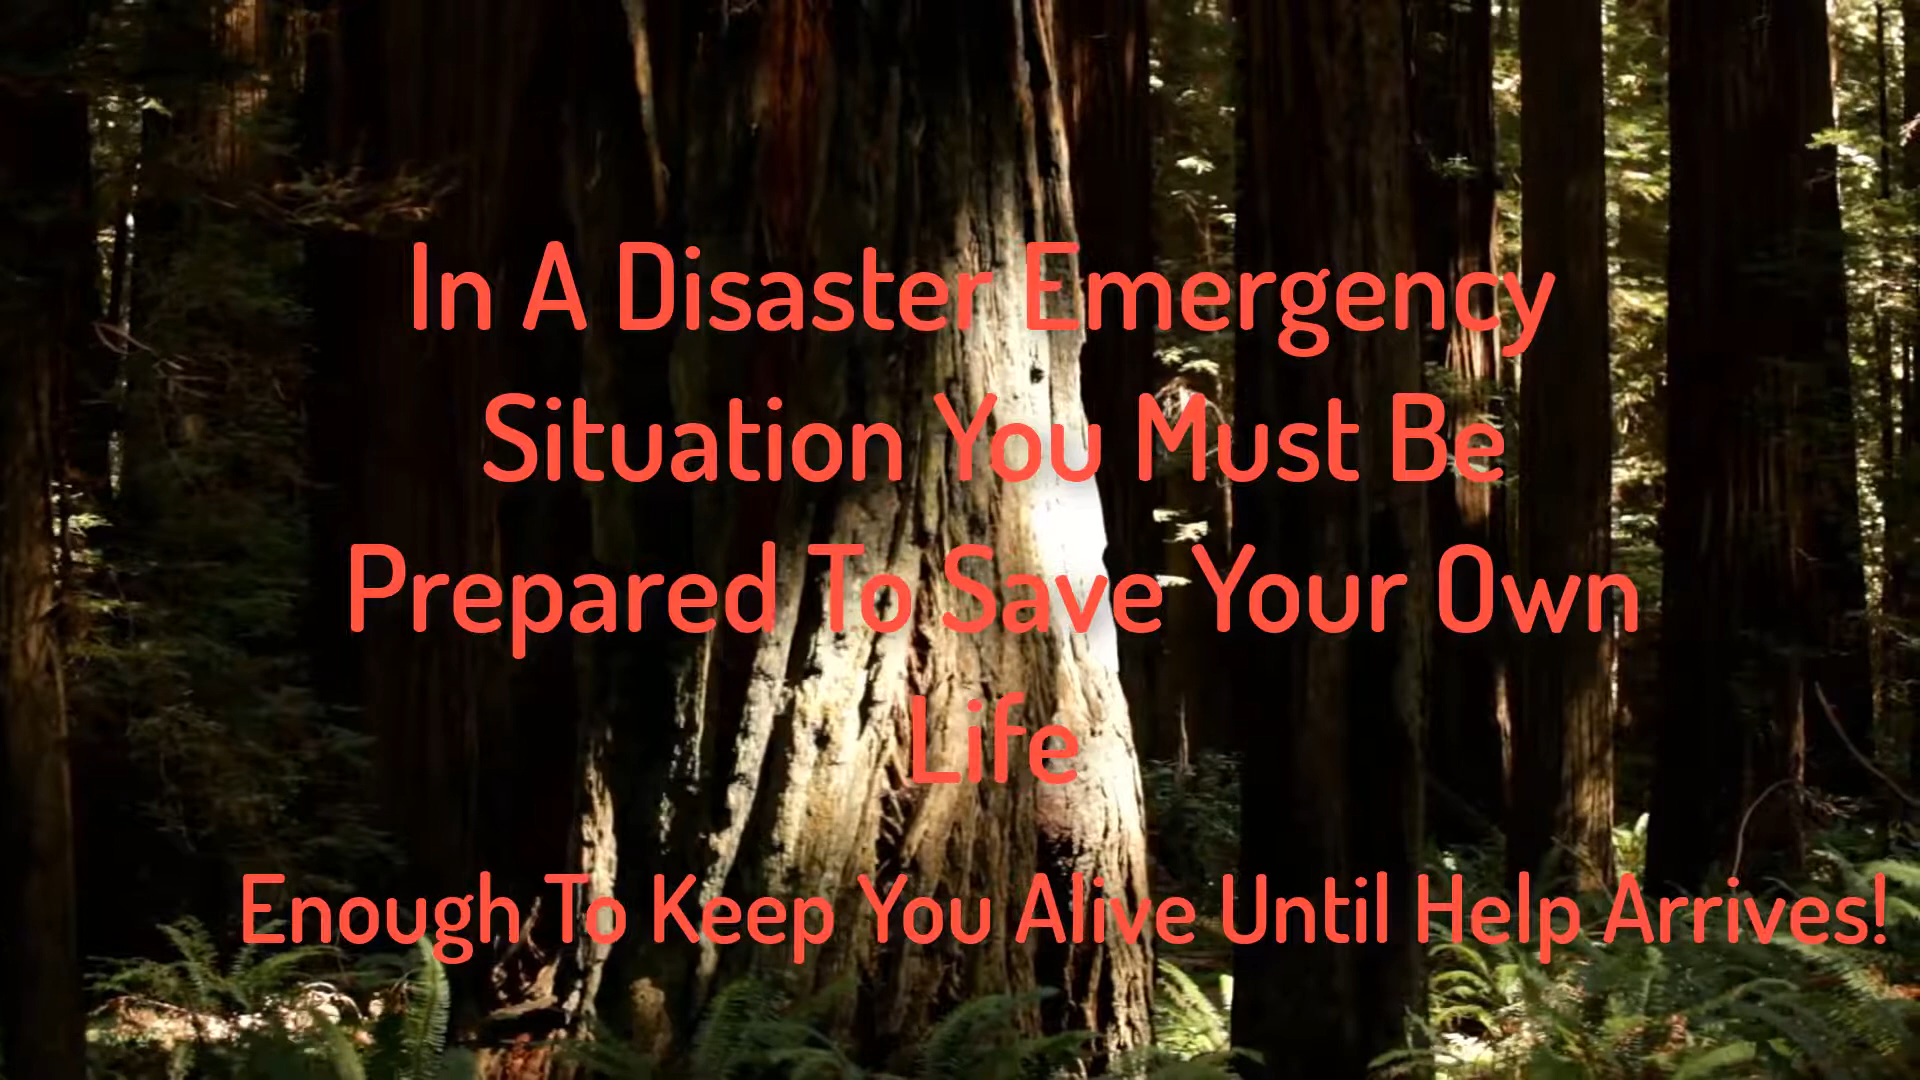 In A Disaster Emergency
Situation You Must Be
Prepared To Save Your Own
Life
Enough To Keep You Alive Until Help Arrives!